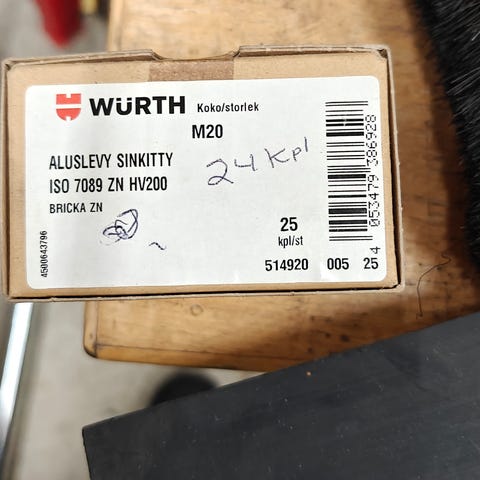 WÜRTH Koko/storlek
M20
ALUSLEVY SINKITTY
ISO 7089 ZN HV200
BRICKA ZN
24 Kpl
25
kpl/st
514920 005 25
4500643796
4 053479 386928